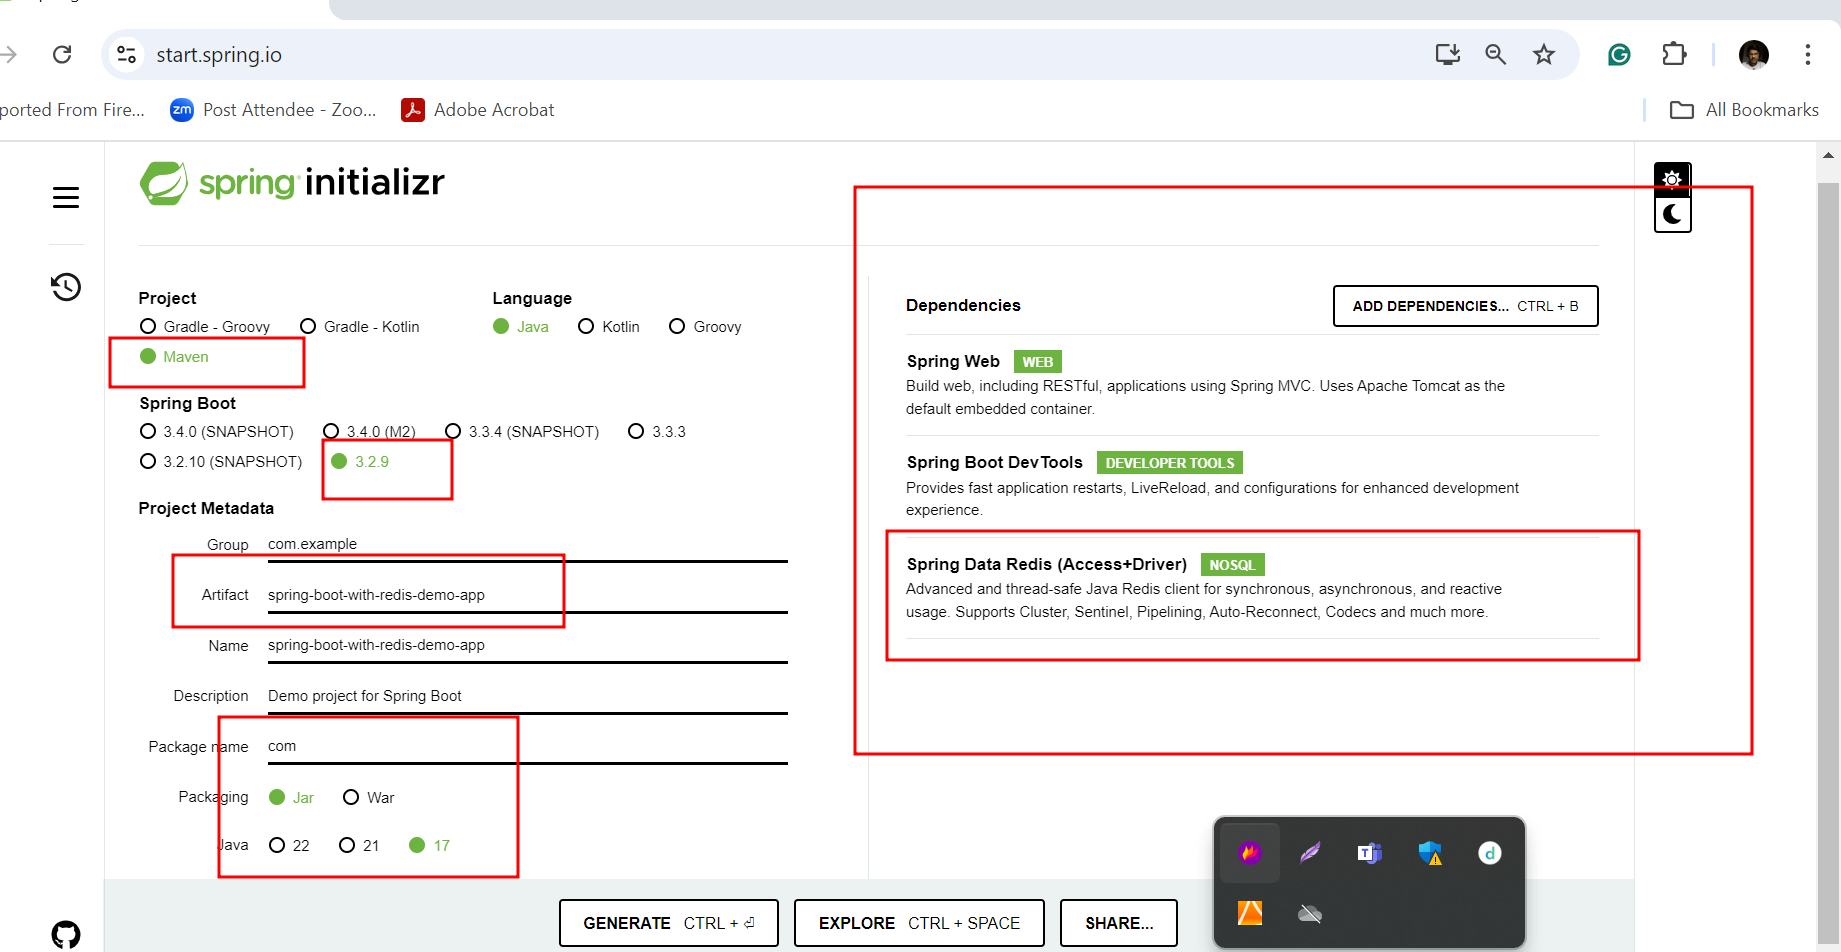 start.spring.io
ported From Fire...
zm
Post Attendee - Zoo...
Adobe Acrobat
All Bookmarks
spring initializr
Project
Gradle - Groovy
Gradle - Kotlin
Maven
Language
Java
Kotlin
Groovy
Spring Boot
3.4.0 (SNAPSHOT)
3.4.0 (M2)
3.3.4 (SNAPSHOT)
3.3.3
3.2.10 (SNAPSHOT)
3.2.9
Project Metadata
Group
com.example
Artifact
spring-boot-with-redis-demo-app
Name
spring-boot-with-redis-demo-app
Description
Demo project for Spring Boot
Package name
com
Packaging
Jar
War
Java
22
21
17
Dependencies
ADD DEPENDENCIES... CTRL + B
Spring Web WEB
Build web, including RESTful, applications using Spring MVC. Uses Apache Tomcat as the
default embedded container.
Spring Boot DevTools DEVELOPER TOOLS
Provides fast application restarts, LiveReload, and configurations for enhanced development
experience.
Spring Data Redis (Access+Driver) NOSQL
Advanced and thread-safe Java Redis client for synchronous, asynchronous, and reactive
usage. Supports Cluster, Sentinel, Pipelining, Auto-Reconnect, Codecs and much more.
GENERATE CTRL + ⏎
EXPLORE CTRL + SPACE
SHARE...
T
d